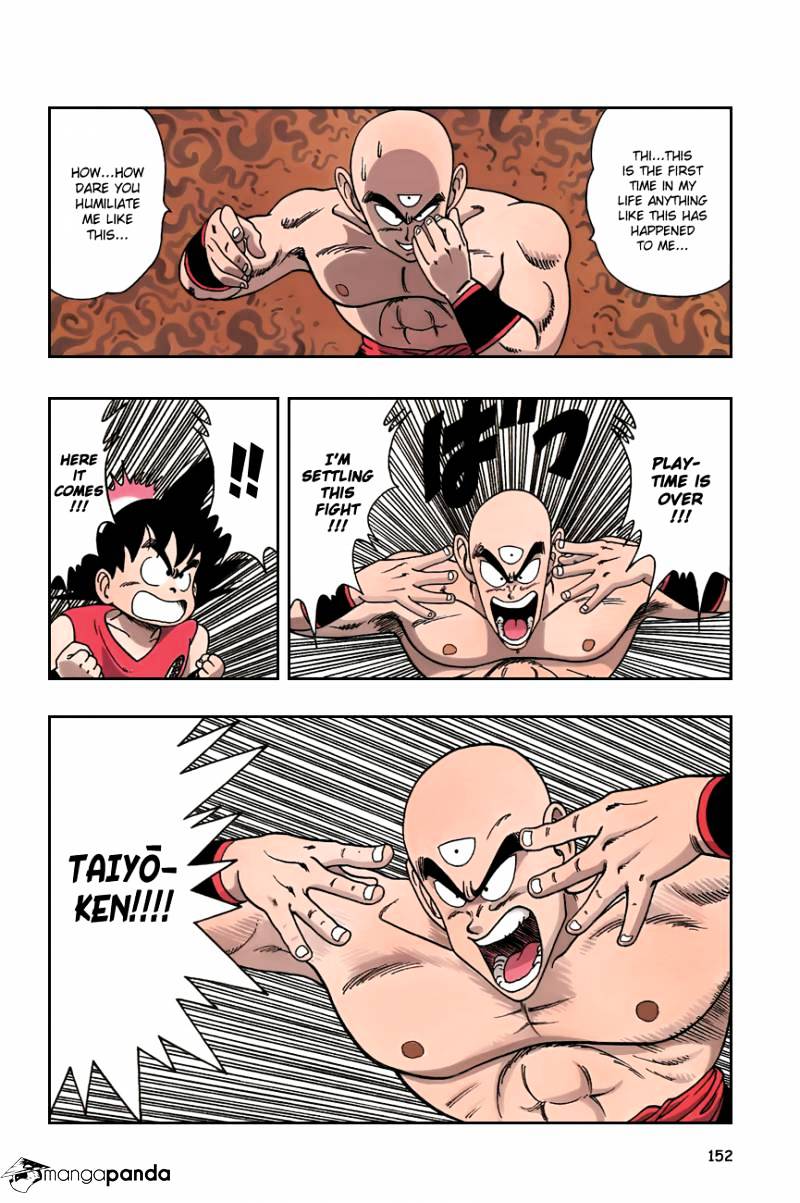 THI...THIS
IS THE FIRST
TIME IN MY
LIFE ANYTHING
LIKE THIS HAS
HAPPENED
TO ME...
HOW...HOW
DARE YOU
HUMILIATE
ME LIKE
THIS...
PLAY-
TIME IS
OVER
!!!
ばっ
I'M
SETTLING
THIS
FIGHT
!!!
!!
HERE
IT
COMES
!!!
TAIYŌ-
KEN!!!!
152
mangapanda